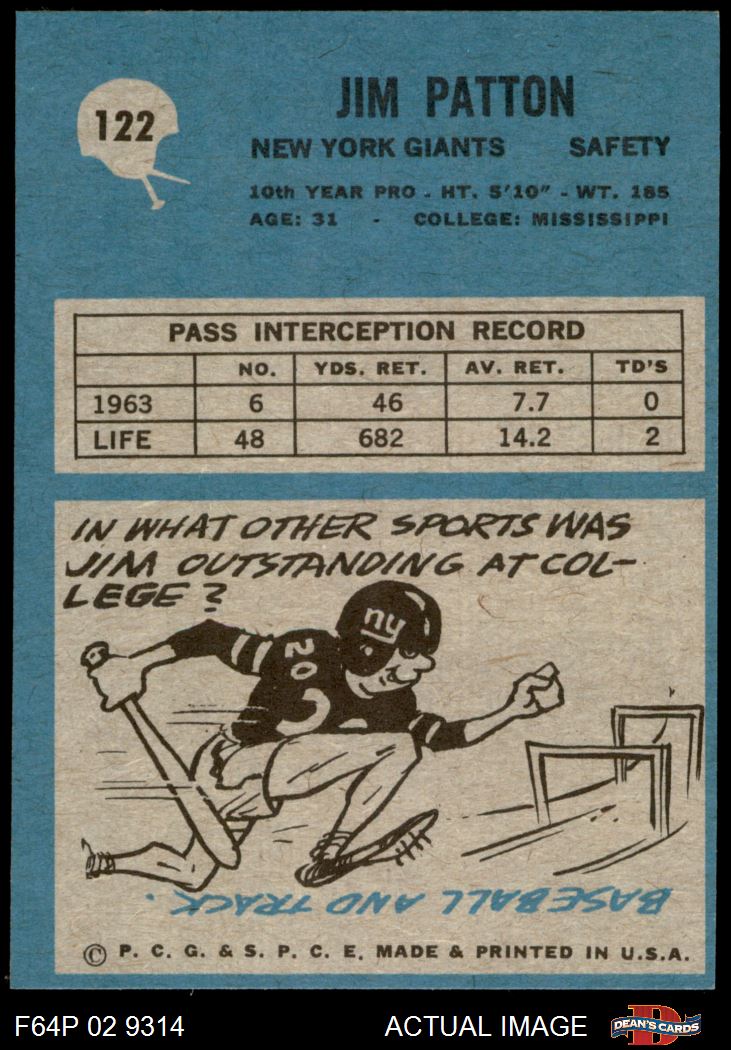 122
JIM PATTON
NEW YORK GIANTS SAFETY
10th YEAR PRO - HT. 5'10" - WT. 185
AGE: 31 - COLLEGE: MISSISSIPPI
PASS INTERCEPTION RECORD
NO. YDS. RET. AV. RET. TD'S
1963 6 46 7.7 0
LIFE 48 682 14.2 2
IN WHAT OTHER SPORTS WAS
JIM OUTSTANDING AT COL-
LEGE?
ny
20
2
BASEBALL AND TRACK.
© P. C. G. & S. P. C. E. MADE & PRINTED IN U.S.A.
F64P 02 9314 ACTUAL IMAGE D DEAN'S CARDS